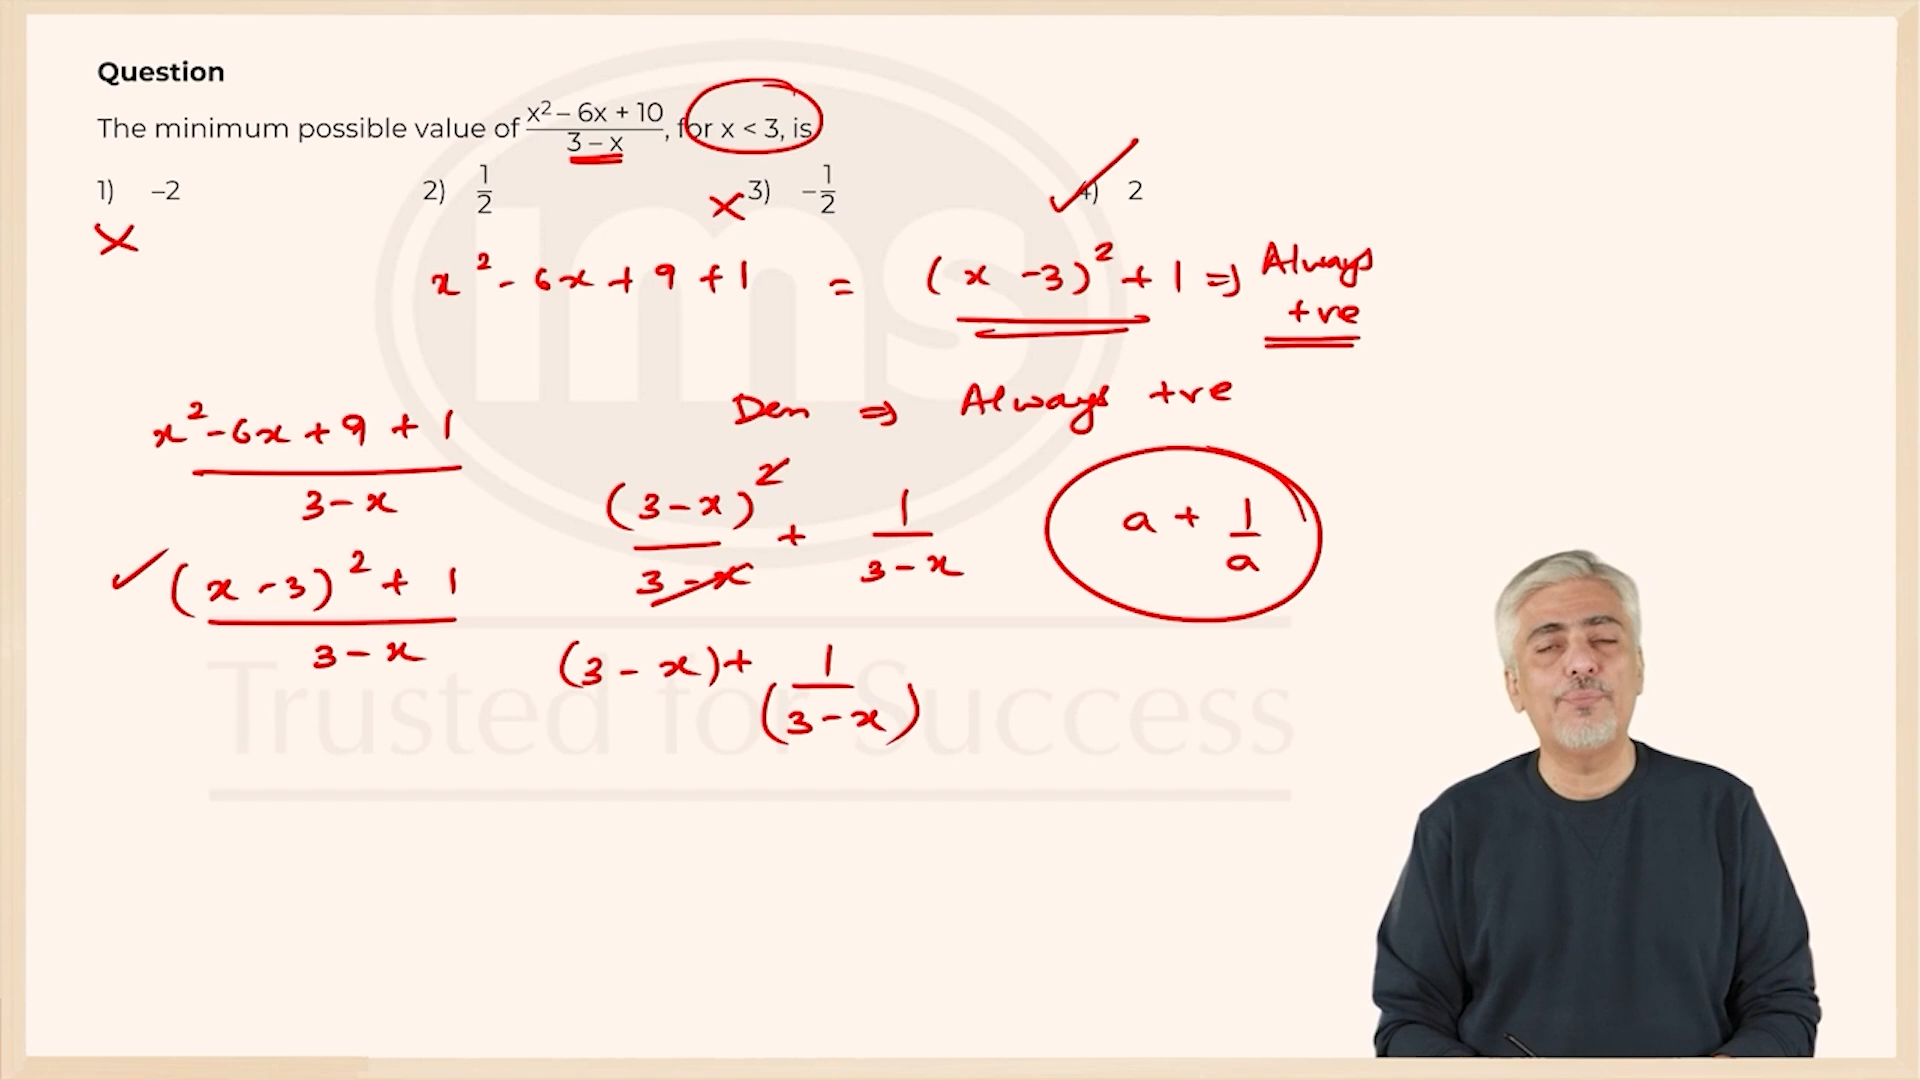 Question
The minimum possible value of (x² – 6x + 10)/(3 – x), for x < 3, is
1) –2 2) 1/2 3) –1/2 4) 2
x² - 6x + 9 + 1 = (x - 3)² + 1 ⇒ Always +ve
Den ⇒ Always +ve
(x² - 6x + 9 + 1)/(3 - x)
(3 - x)²/(3 - x) + 1/(3 - x)
a + 1/a
✓ ((x - 3)² + 1)/(3 - x)
(3 - x) + 1/(3 - x)
ims
Trusted for Success